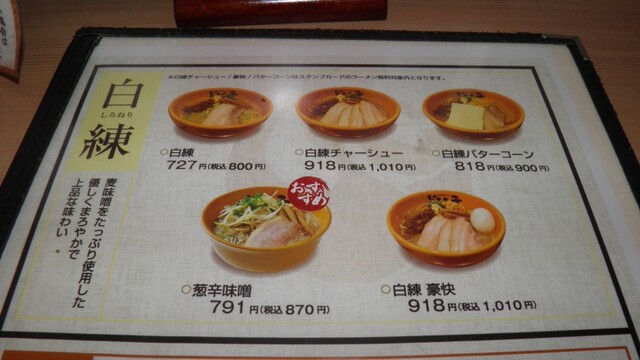 ※白練チャーシュー/豪快/バターコーンはスタンプカードのラーメン無料対象外となります。
白練
しろねり
麦味噌をたっぷり使用した
優しくまろやかで
上品な味わい。
○白練
727円(税込800円)
○白練チャーシュー
918円(税込1,010円)
○白練バターコーン
818円(税込900円)
おすすめ
○葱辛味噌
791円(税込870円)
○白練 豪快
918円(税込1,010円)